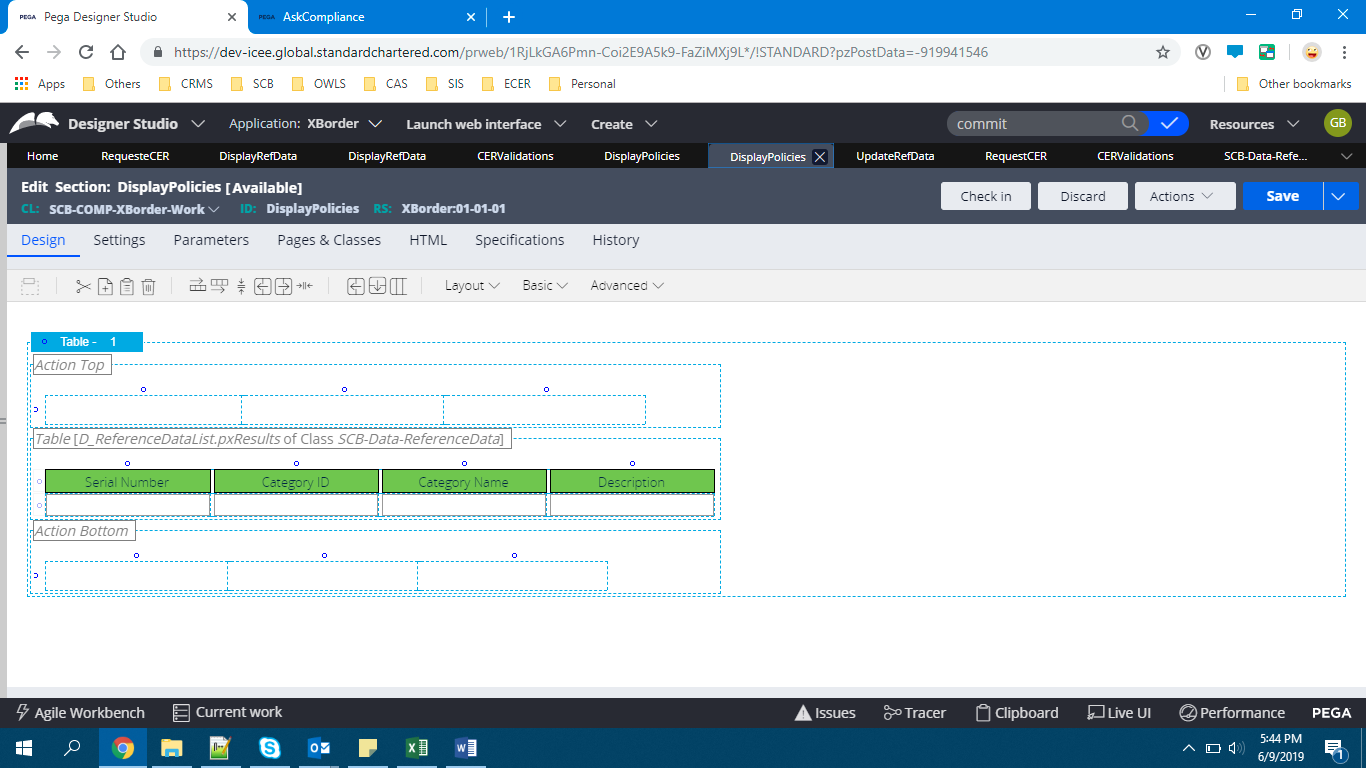 PEGA Pega Designer Studio
PEGA AskCompliance
https://dev-icee.global.standardchartered.com/prweb/1RjLkGA6Pmn-Coi2E9A5k9-FaZiMXj9L*/!STANDARD?pzPostData=-919941546
Apps Others CRMS SCB OWLS CAS SIS ECER Personal Other bookmarks
Designer Studio Application: XBorder Launch web interface Create commit Resources GB
Home RequesteCER DisplayRefData DisplayRefData CERValidations DisplayPolicies DisplayPolicies UpdateRefData RequestCER CERValidations SCB-Data-Refe...
Edit Section: DisplayPolicies [Available]
CL: SCB-COMP-XBorder-Work ID: DisplayPolicies RS: XBorder:01-01-01
Check in Discard Actions Save
Design Settings Parameters Pages & Classes HTML Specifications History
Layout Basic Advanced
Table - 1
Action Top
Table [D_ReferenceDataList.pxResults of Class SCB-Data-ReferenceData]
Serial Number Category ID Category Name Description
Action Bottom
Agile Workbench Current work Issues Tracer Clipboard Live UI Performance PEGA
5:44 PM
6/9/2019
1